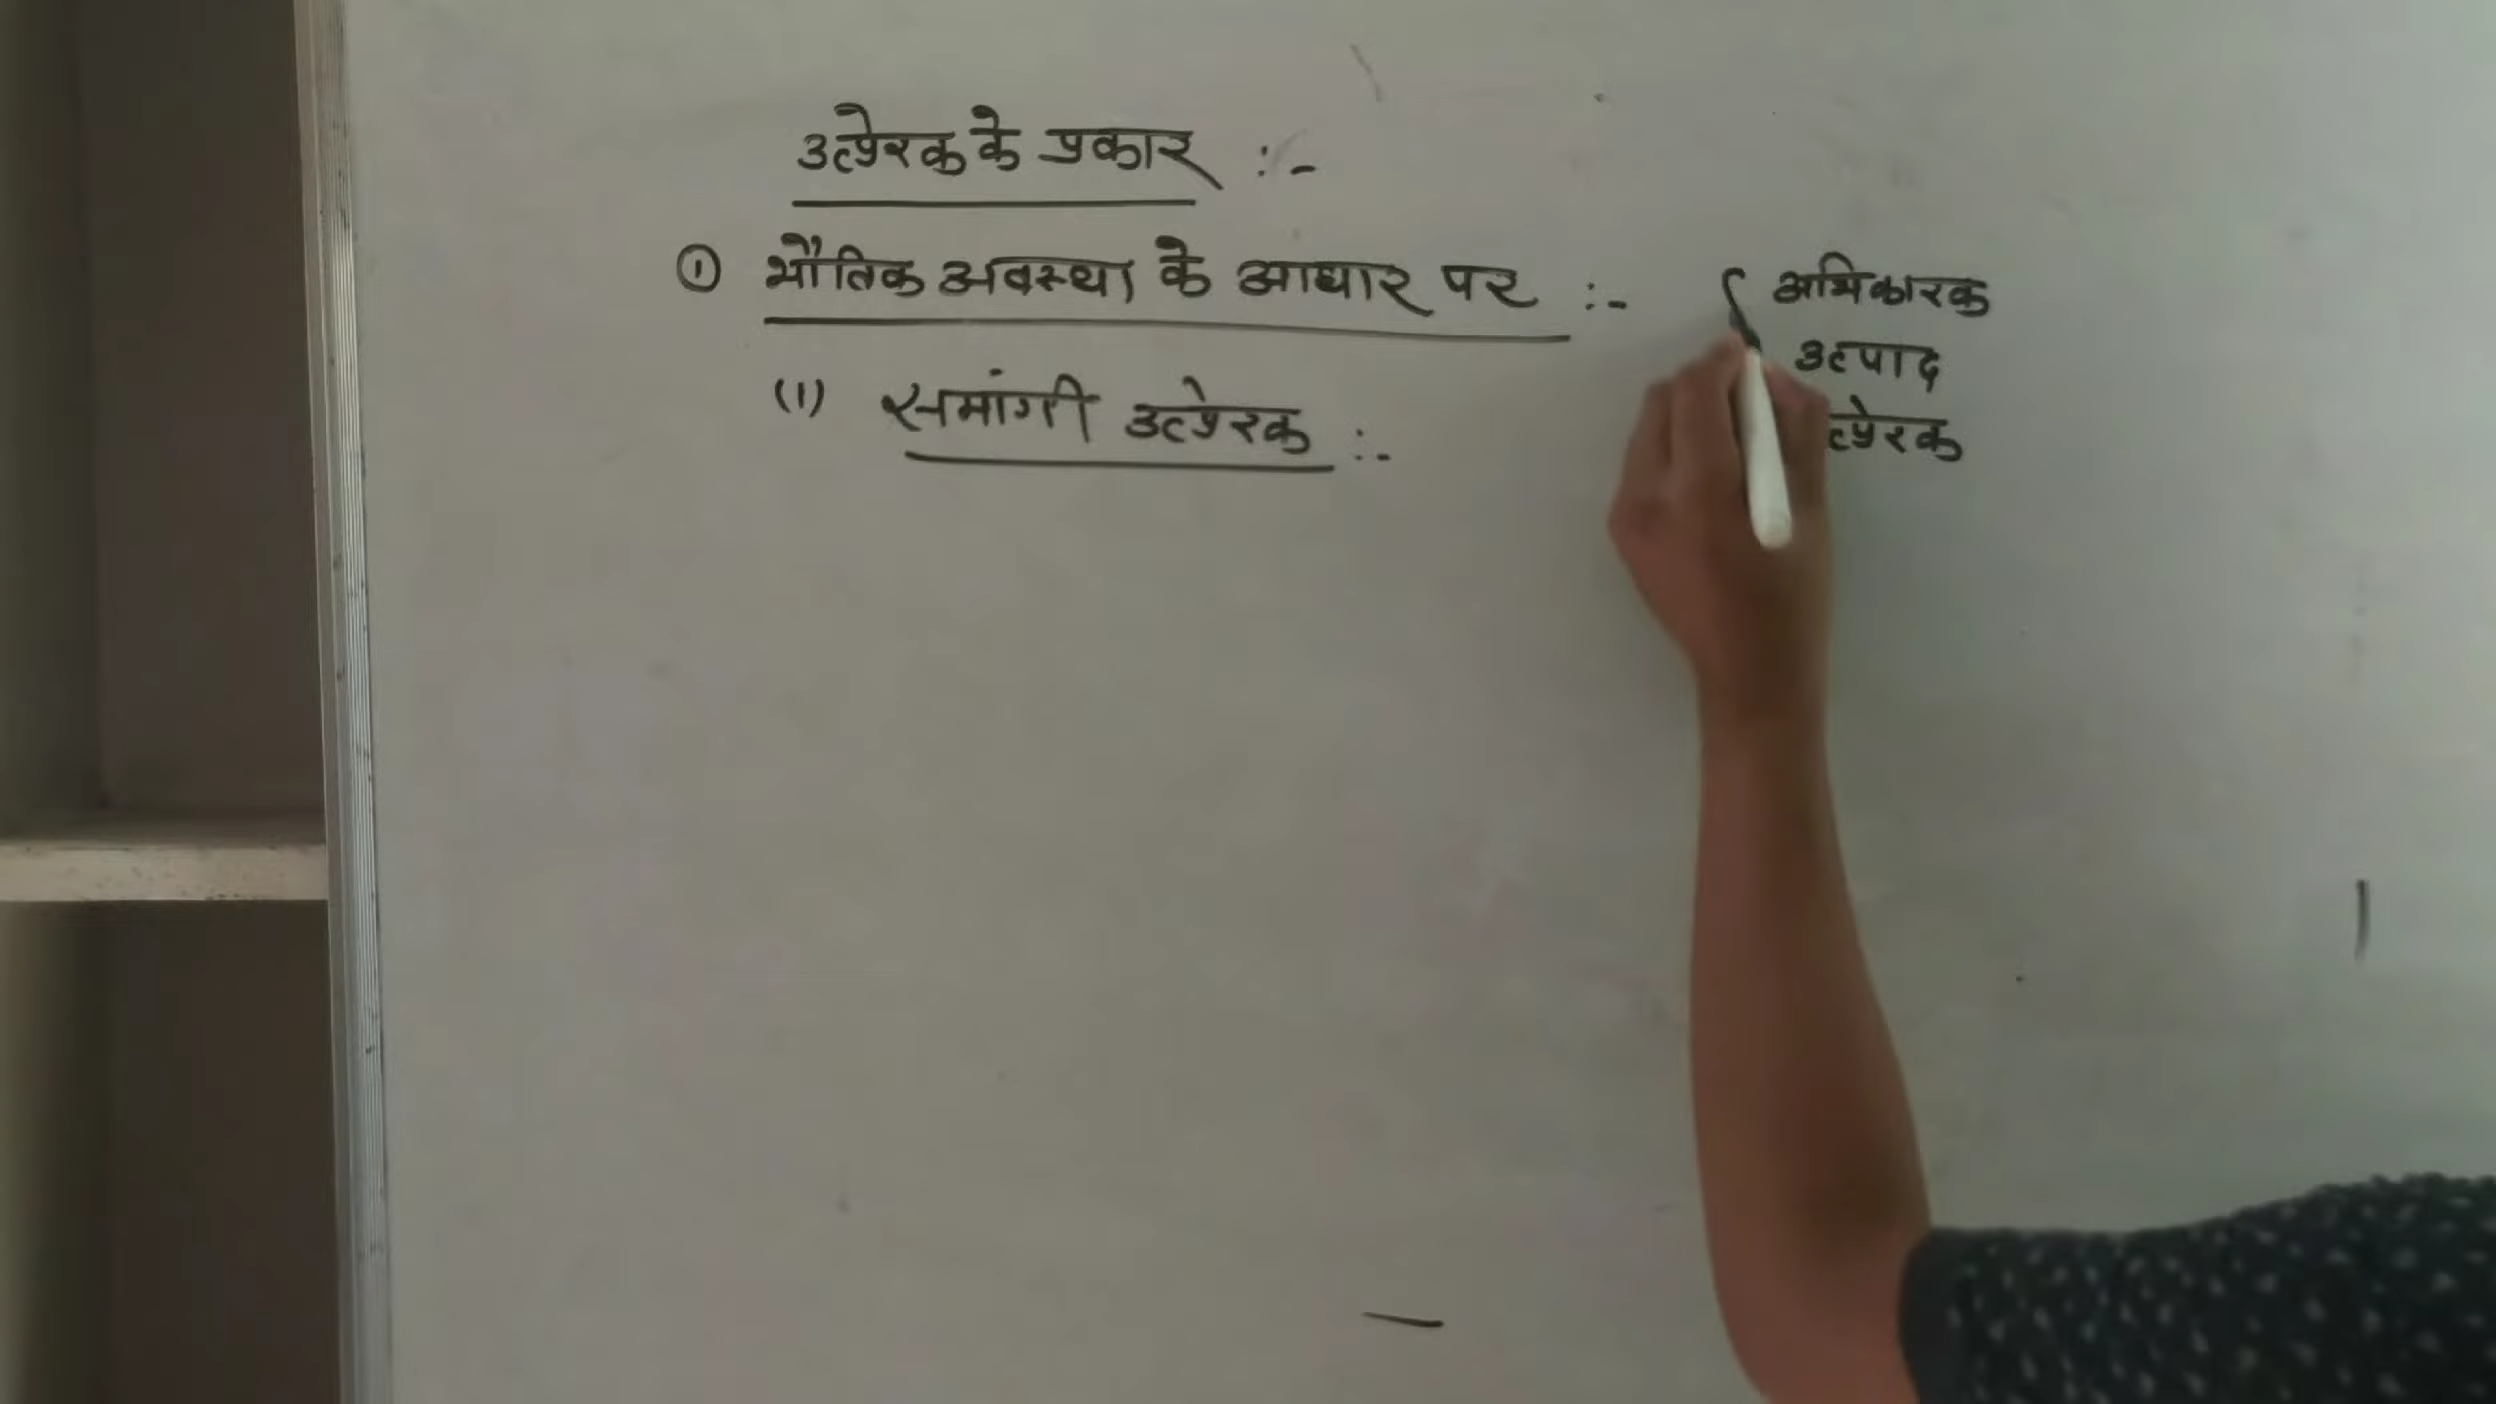 उत्प्रेरक के प्रकार :-
① भौतिक अवस्था के आधार पर :-
(1) समांगी उत्प्रेरक :-
अभिकारक
उत्पाद